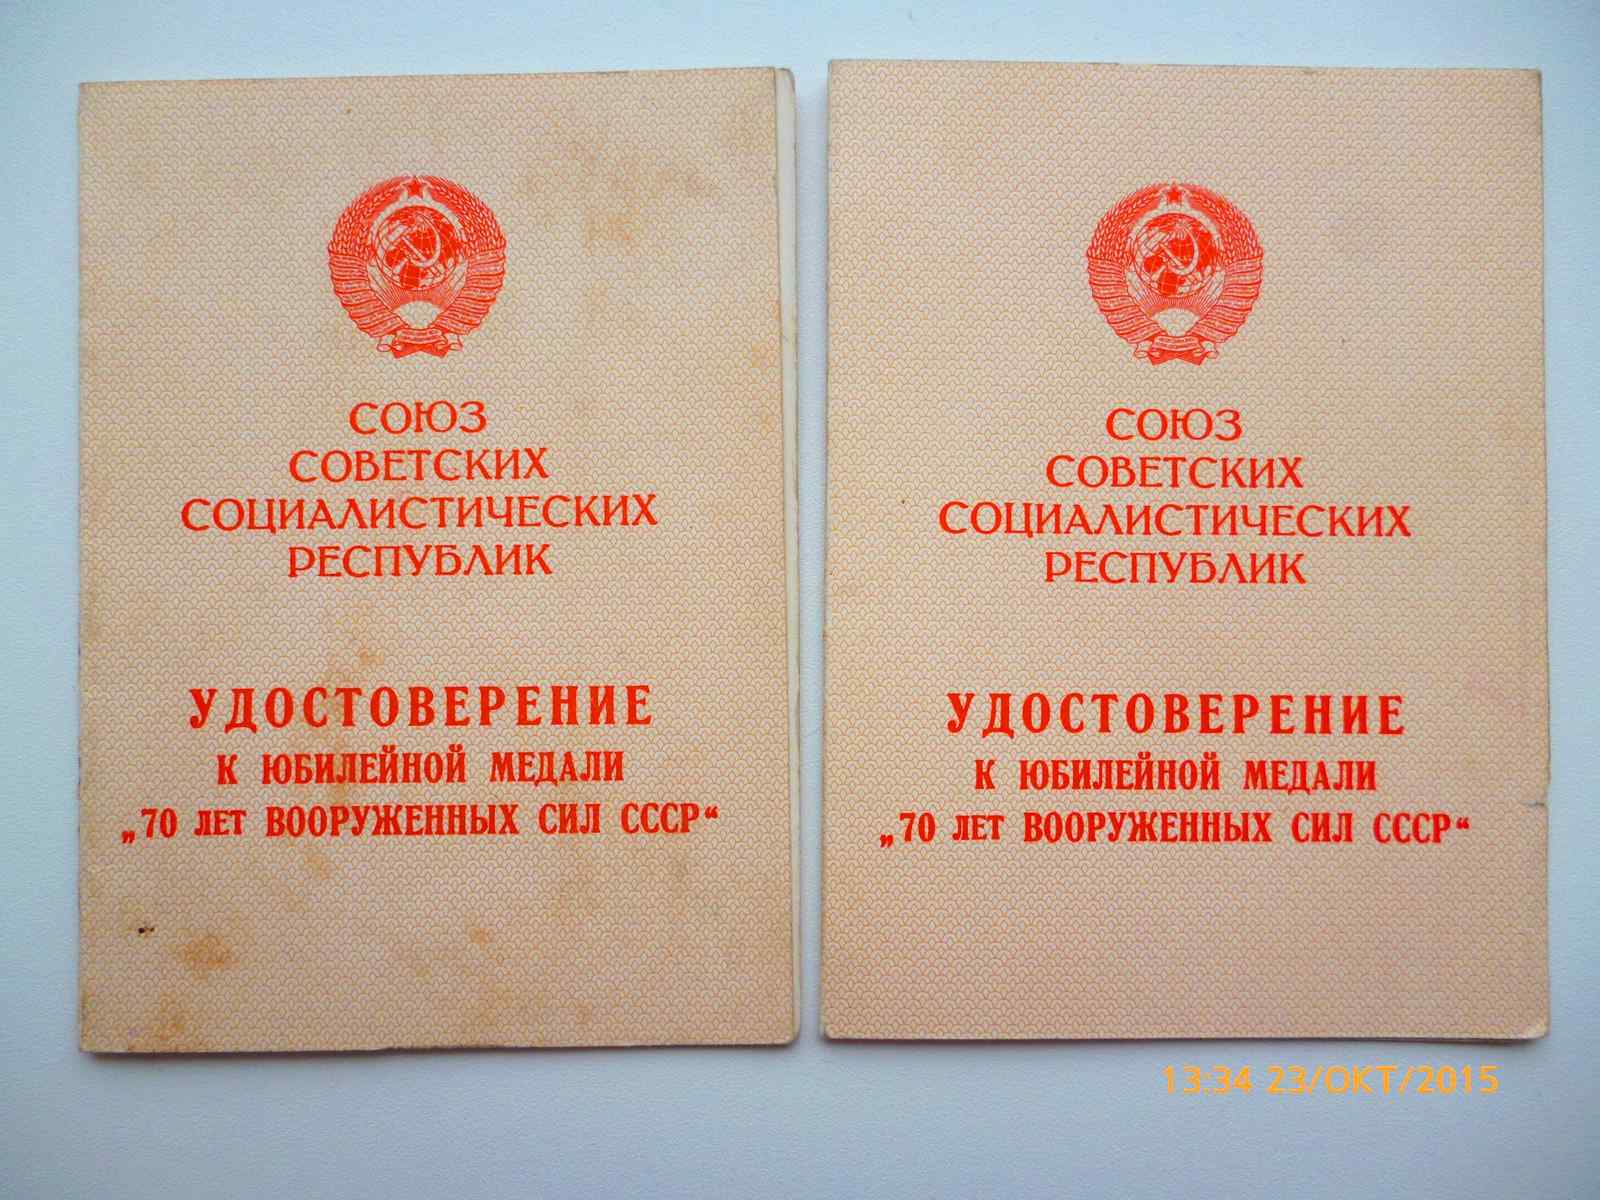 СОЮЗ
СОВЕТСКИХ
СОЦИАЛИСТИЧЕСКИХ
РЕСПУБЛИК
УДОСТОВЕРЕНИЕ
К ЮБИЛЕЙНОЙ МЕДАЛИ
„70 ЛЕТ ВООРУЖЕННЫХ СИЛ СССР“
СОЮЗ
СОВЕТСКИХ
СОЦИАЛИСТИЧЕСКИХ
РЕСПУБЛИК
УДОСТОВЕРЕНИЕ
К ЮБИЛЕЙНОЙ МЕДАЛИ
„70 ЛЕТ ВООРУЖЕННЫХ СИЛ СССР“
13:34 23/ОКТ/2015